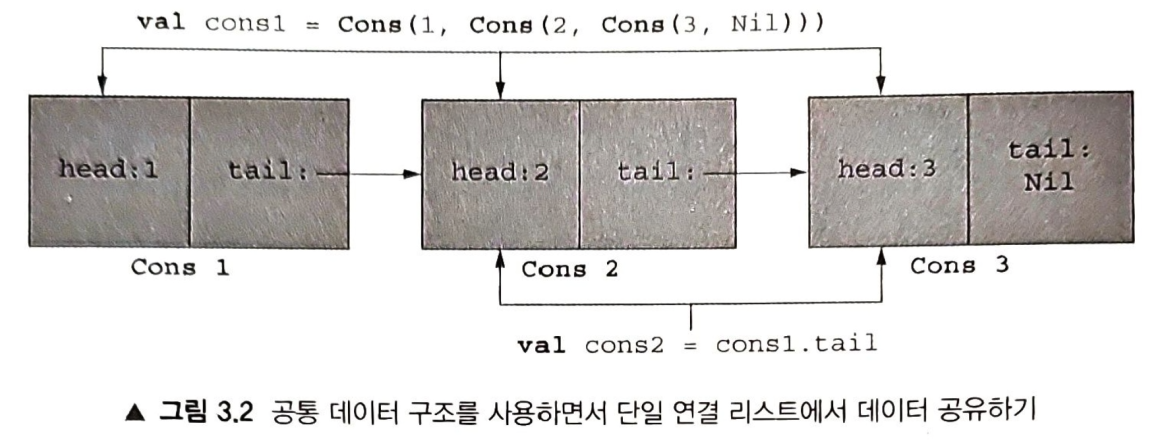 val cons1 = Cons(1, Cons(2, Cons(3, Nil)))
head:1
tail:
head:2
tail:
head:3
tail:
Nil
Cons 1
Cons 2
Cons 3
val cons2 = cons1.tail
▲ 그림 3.2 공통 데이터 구조를 사용하면서 단일 연결 리스트에서 데이터 공유하기